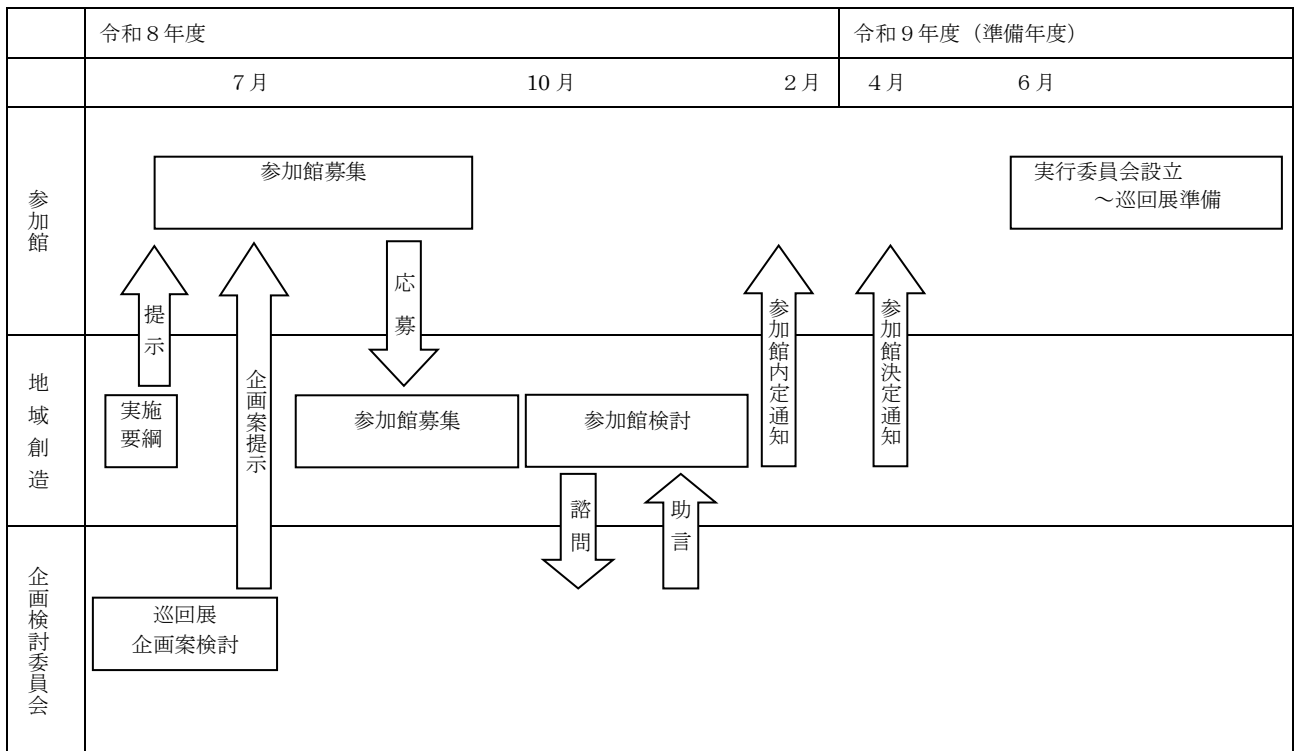 令和８年度
令和９年度（準備年度）
７月
10月
２月
４月
６月
参加館
参加館募集
実行委員会設立
～巡回展準備
提示
企画案提示
応募
参加館内定通知
参加館決定通知
地域創造
実施
要綱
参加館募集
参加館検討
諮問
助言
企画検討委員会
巡回展
企画案検討